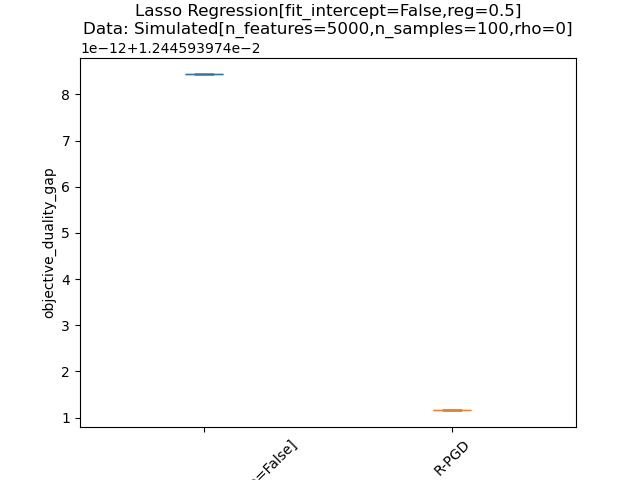 Lasso Regression[fit_intercept=False,reg=0.5]
Data: Simulated[n_features=5000,n_samples=100,rho=0]
1e−12+1.244593974e−2
8
7
6
5
4
3
2
1
objective_duality_gap
=False]
R-PGD